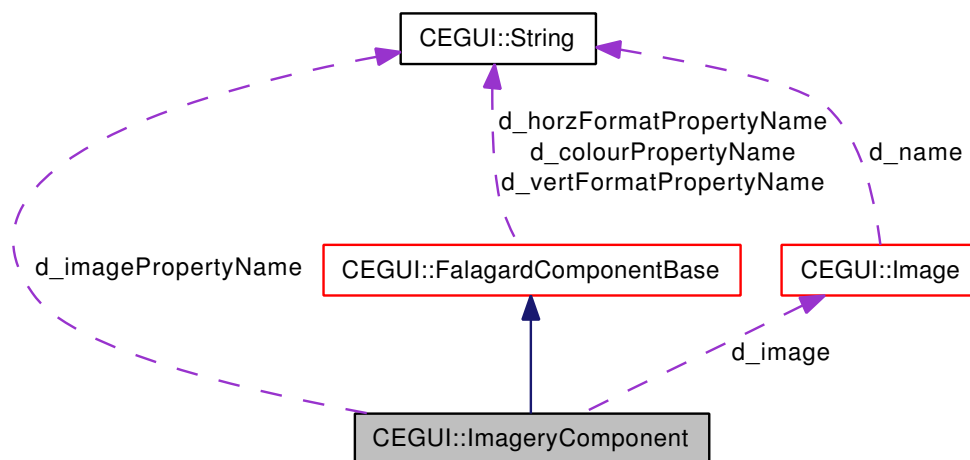 CEGUI::String
d_horzFormatPropertyName
d_colourPropertyName
d_vertFormatPropertyName
d_name
d_imagePropertyName
CEGUI::FalagardComponentBase
CEGUI::Image
d_image
CEGUI::ImageryComponent